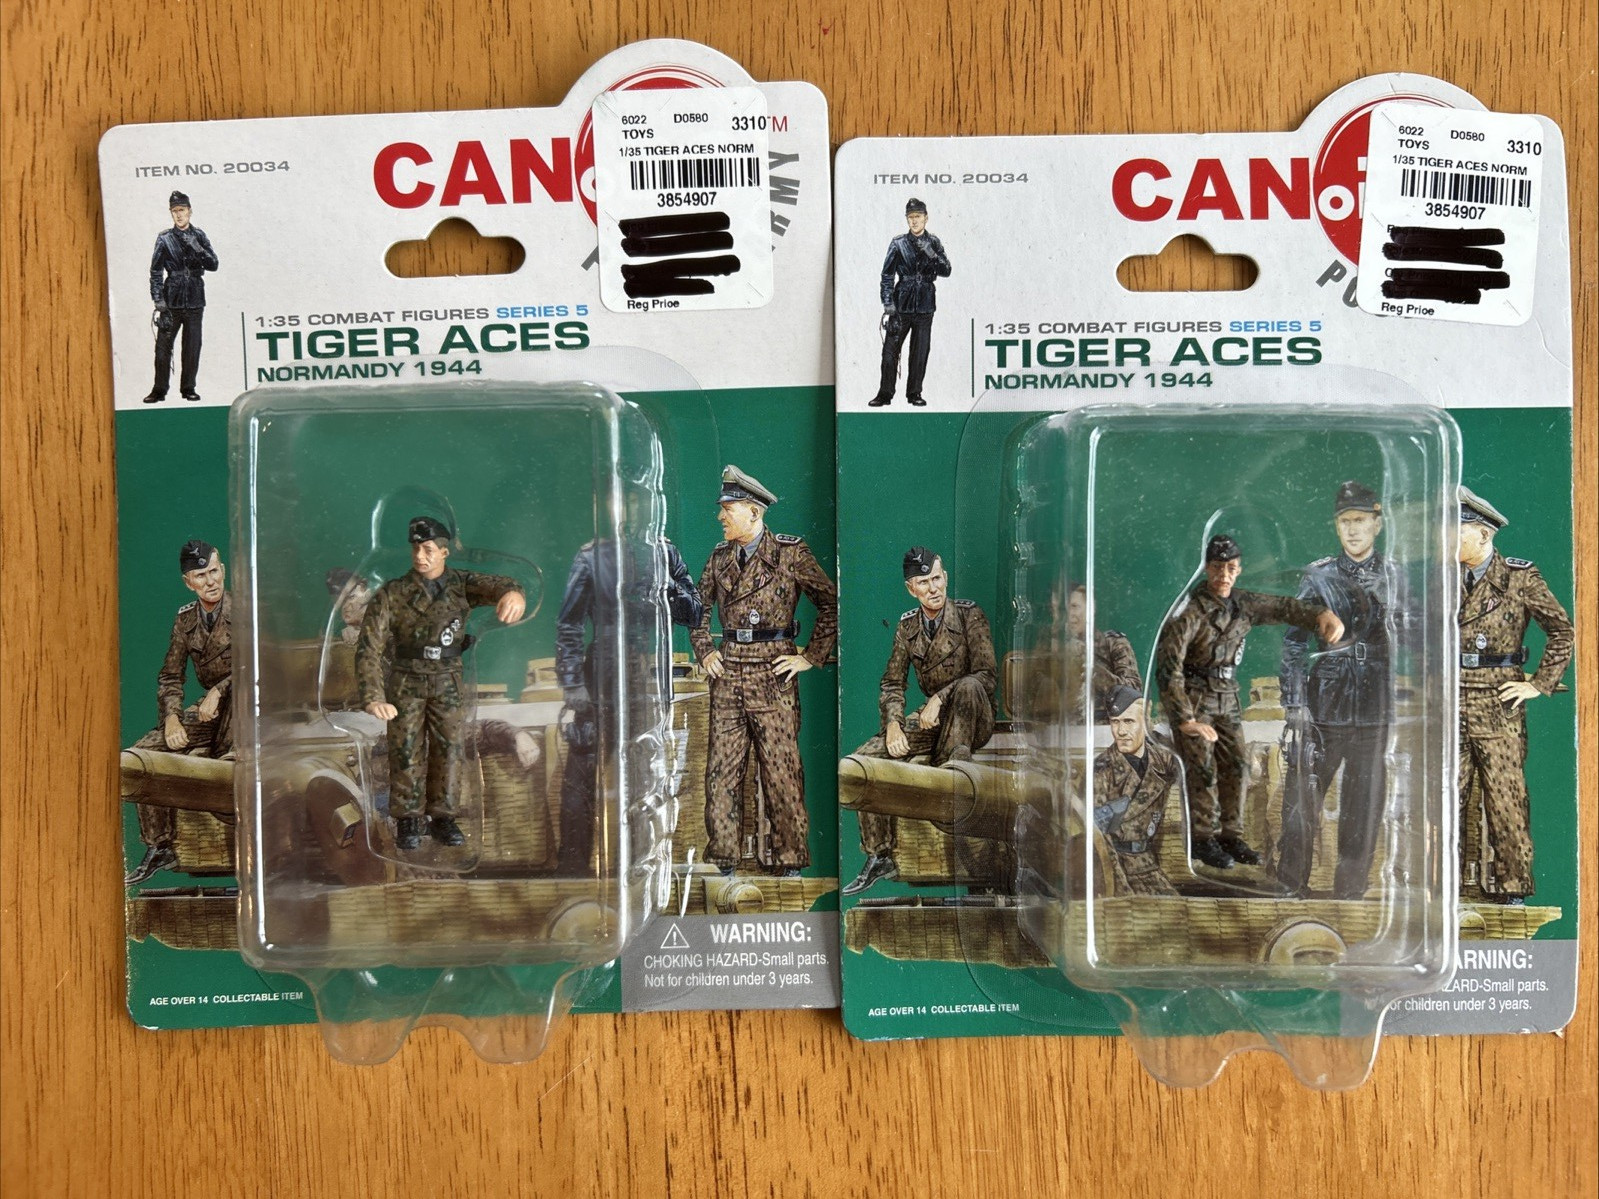 ITEM NO. 20034
CAN
6022 D0580 3310
TOYS
1/35 TIGER ACES NORM
3854907
Reg Price
TM
1:35 COMBAT FIGURES SERIES 5
TIGER ACES
NORMANDY 1944
WARNING:
CHOKING HAZARD-Small parts.
Not for children under 3 years.
AGE OVER 14 COLLECTABLE ITEM
ITEM NO. 20034
CAN
6022 D0580 3310
TOYS
1/35 TIGER ACES NORM
3854907
Reg Price
1:35 COMBAT FIGURES SERIES 5
TIGER ACES
NORMANDY 1944
ARNING:
ZARD-Small parts.
for children under 3 years.
AGE OVER 14 COLLECTABLE ITEM